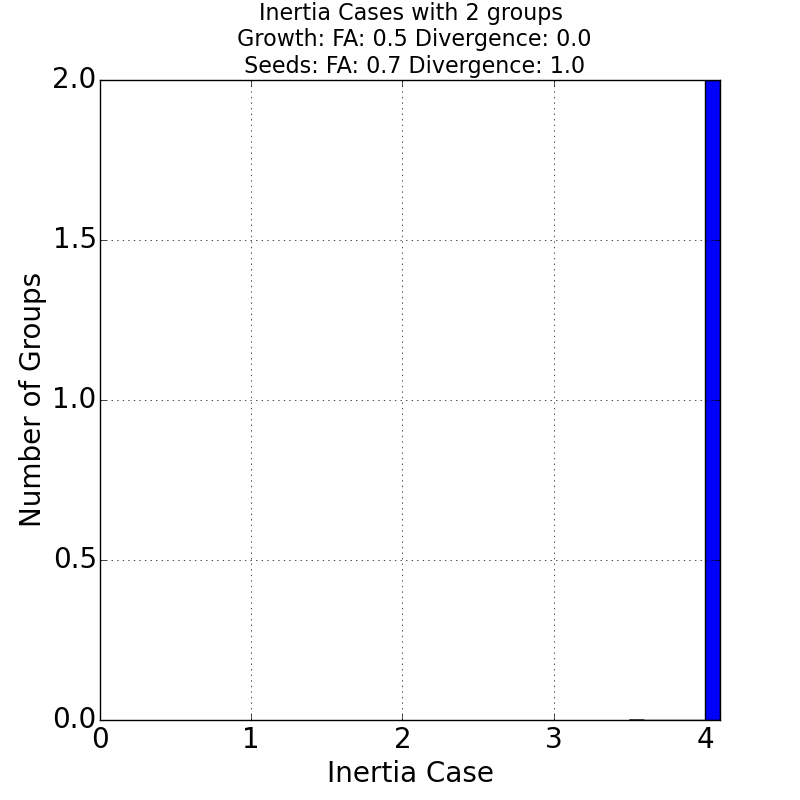 Inertia Cases with 2 groups
Growth: FA: 0.5 Divergence: 0.0
Seeds: FA: 0.7 Divergence: 1.0
2.0
1.5
1.0
0.5
0.0
Number of Groups
0 1 2 3 4
Inertia Case